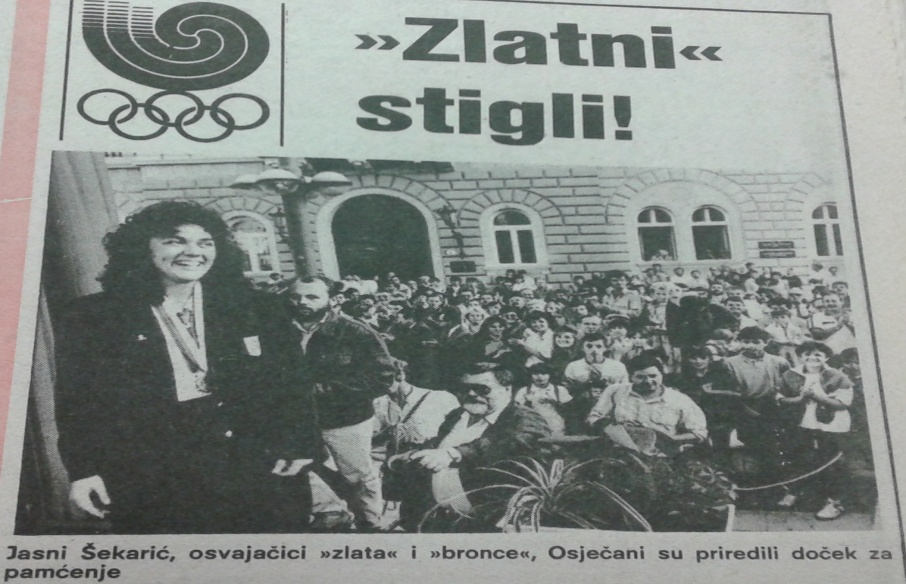 »Zlatni«
stigli!
Jasni Šekarić, osvajačici »zlata« i »bronce«, Osječani su priredili doček za
pamćenje